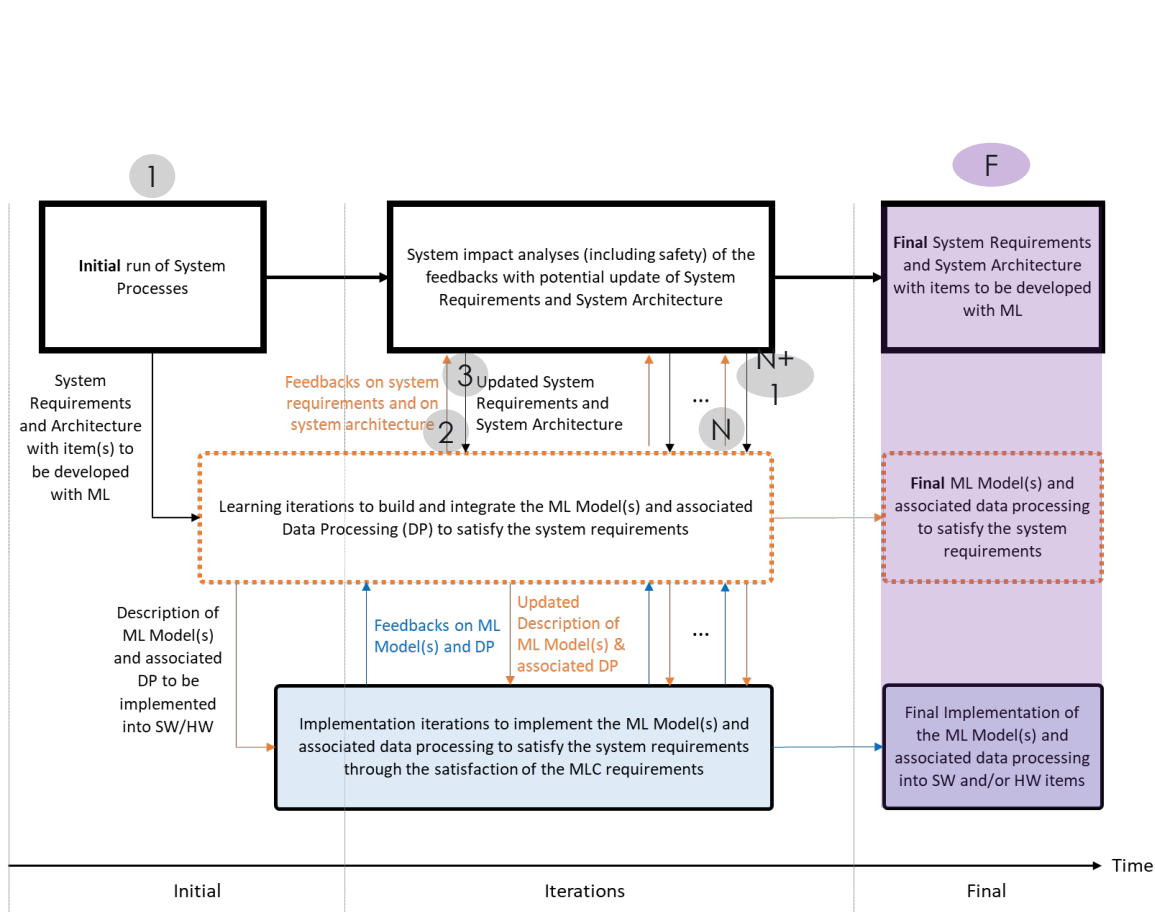 1
F
Initial run of System
Processes
System impact analyses (including safety) of the
feedbacks with potential update of System
Requirements and System Architecture
Final System Requirements
and System Architecture
with items to be developed
with ML
System
Requirements
and Architecture
with item(s) to
be developed
with ML
Feedbacks on system
requirements and on
system architecture
2
3
Updated System
Requirements and
System Architecture
...
N
N+
1
Learning iterations to build and integrate the ML Model(s) and associated
Data Processing (DP) to satisfy the system requirements
Final ML Model(s) and
associated data processing
to satisfy the system
requirements
Description of
ML Model(s)
and associated
DP to be
implemented
into SW/HW
Feedbacks on ML
Model(s) and DP
Updated
Description of
ML Model(s) &
associated DP
...
Implementation iterations to implement the ML Model(s) and
associated data processing to satisfy the system requirements
through the satisfaction of the MLC requirements
Final Implementation of
the ML Model(s) and
associated data processing
into SW and/or HW items
Time
Initial
Iterations
Final